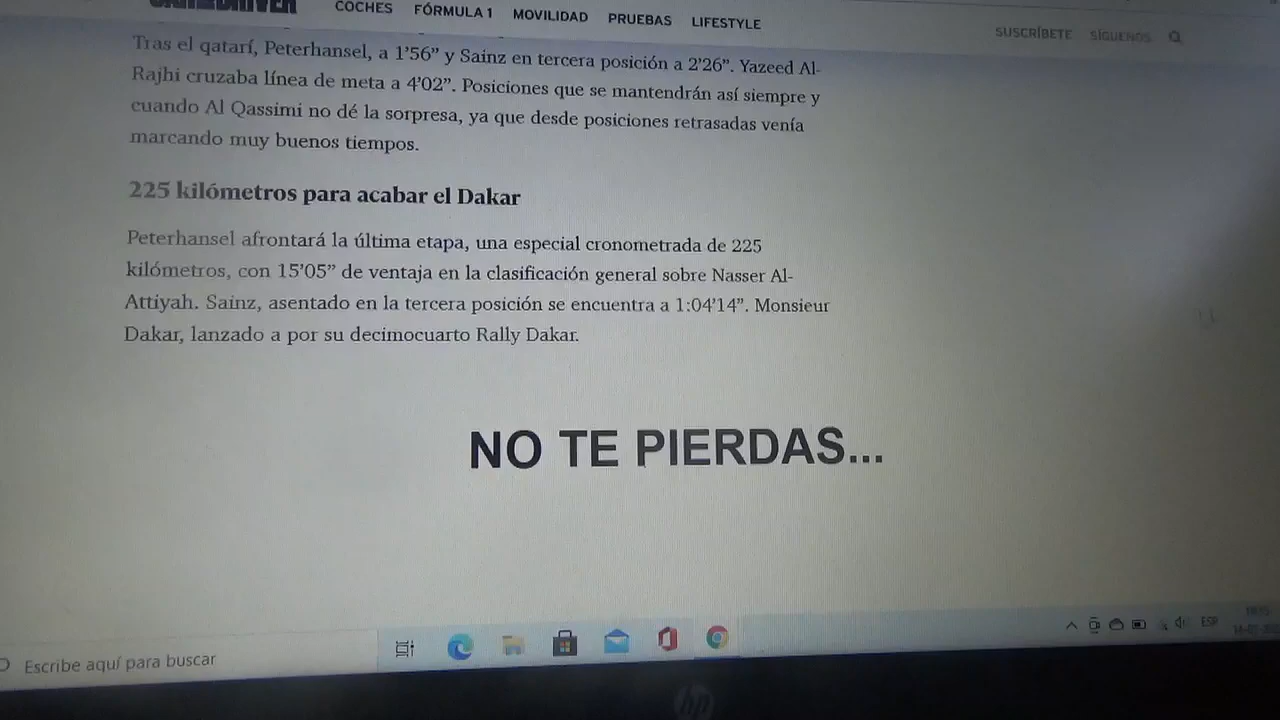 COCHES FÓRMULA 1 MOVILIDAD PRUEBAS LIFESTYLE
SUSCRÍBETE SÍGUENOS
Tras el qatarí, Peterhansel, a 1’56” y Sainz en tercera posición a 2’26”. Yazeed Al-
Rajhi cruzaba línea de meta a 4’02”. Posiciones que se mantendrán así siempre y
cuando Al Qassimi no dé la sorpresa, ya que desde posiciones retrasadas venía
marcando muy buenos tiempos.
225 kilómetros para acabar el Dakar
Peterhansel afrontará la última etapa, una especial cronometrada de 225
kilómetros, con 15’05” de ventaja en la clasificación general sobre Nasser Al-
Attiyah. Sainz, asentado en la tercera posición se encuentra a 1:04’14”. Monsieur
Dakar, lanzado a por su decimocuarto Rally Dakar.
NO TE PIERDAS...
Escribe aquí para buscar
ESP
hp